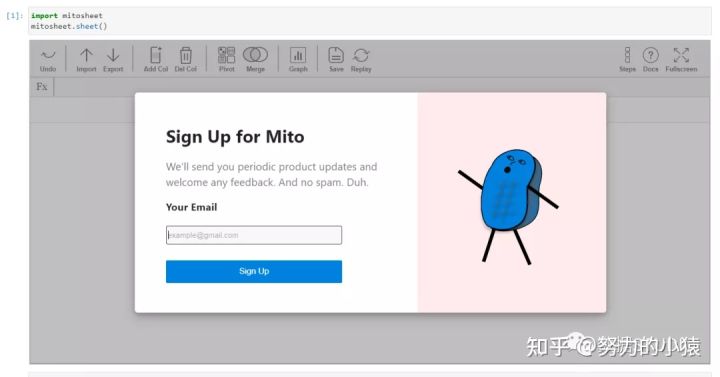 [1]:
import mitosheet
mitosheet.sheet()
Undo Import Export Add Col Del Col Pivot Merge Graph Save Replay Steps Docs Fullscreen
Fx
Sign Up for Mito
We'll send you periodic product updates and
welcome any feedback. And no spam. Duh.
Your Email
example@gmail.com
Sign Up
知乎 @努力的小猿